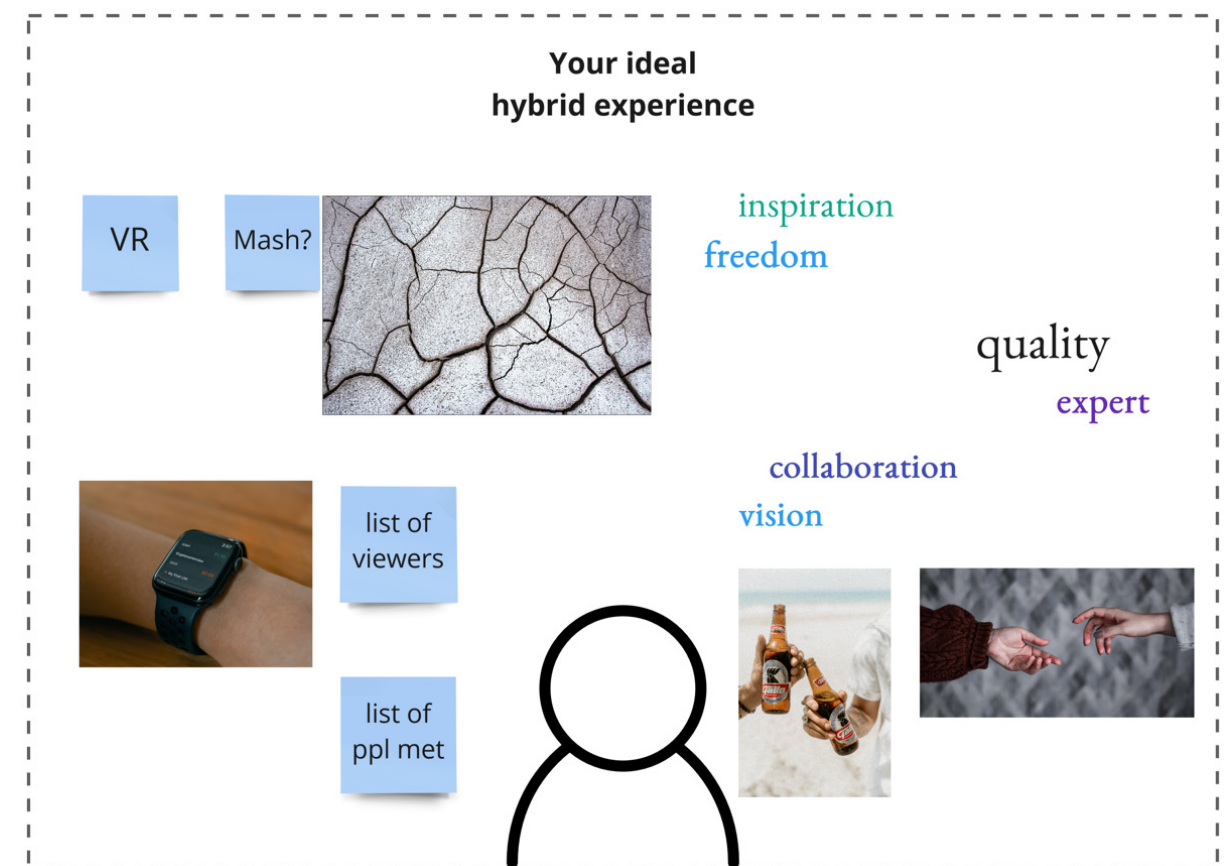 Your ideal
hybrid experience
VR
Mash?
inspiration
freedom
quality
expert
collaboration
vision
list of
viewers
list of
ppl met